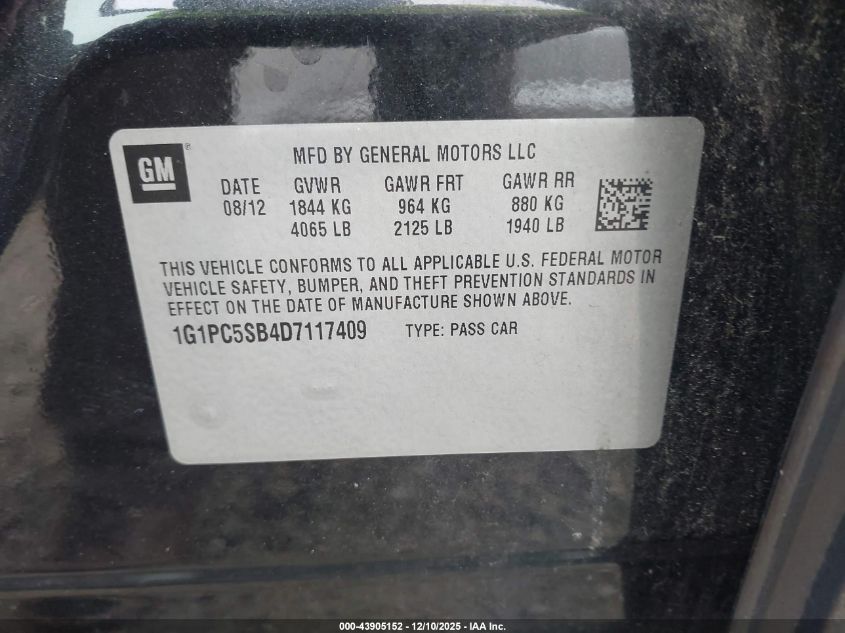 GM ®
MFD BY GENERAL MOTORS LLC
DATE GVWR GAWR FRT GAWR RR
08/12 1844 KG 964 KG 880 KG
4065 LB 2125 LB 1940 LB
THIS VEHICLE CONFORMS TO ALL APPLICABLE U.S. FEDERAL MOTOR
VEHICLE SAFETY, BUMPER, AND THEFT PREVENTION STANDARDS IN
EFFECT ON THE DATE OF MANUFACTURE SHOWN ABOVE.
1G1PC5SB4D7117409 TYPE: PASS CAR
000-43905152 - 12/10/2025 - IAA Inc.